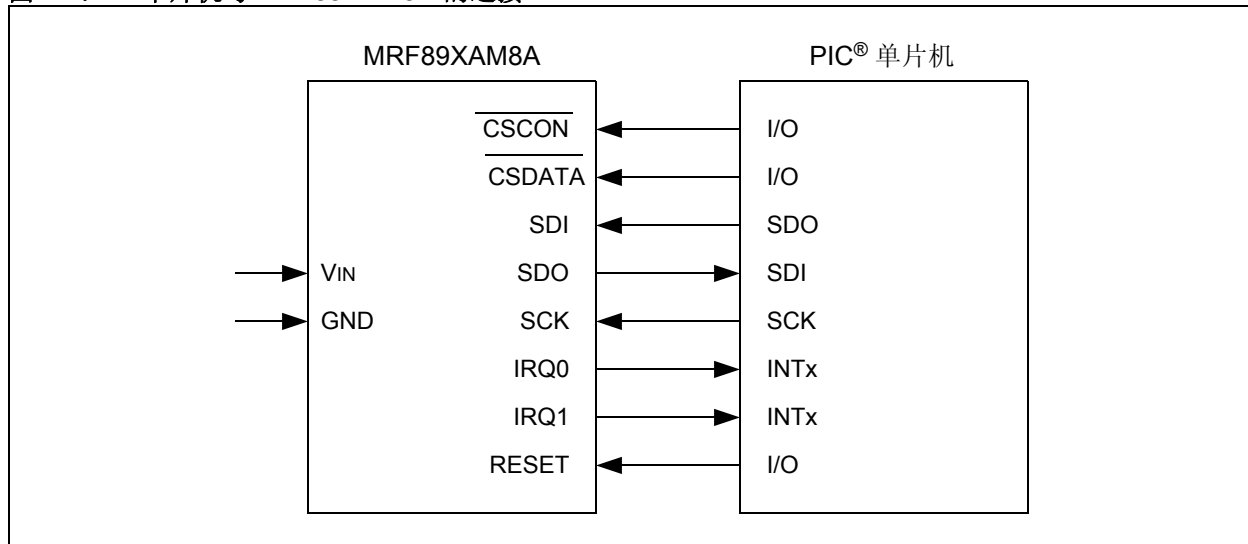 MRF89XAM8A
PIC® 单片机
CSCON
I/O
CSDATA
I/O
SDI
SDO
VIN
SDO
SDI
GND
SCK
SCK
IRQ0
INTx
IRQ1
INTx
RESET
I/O